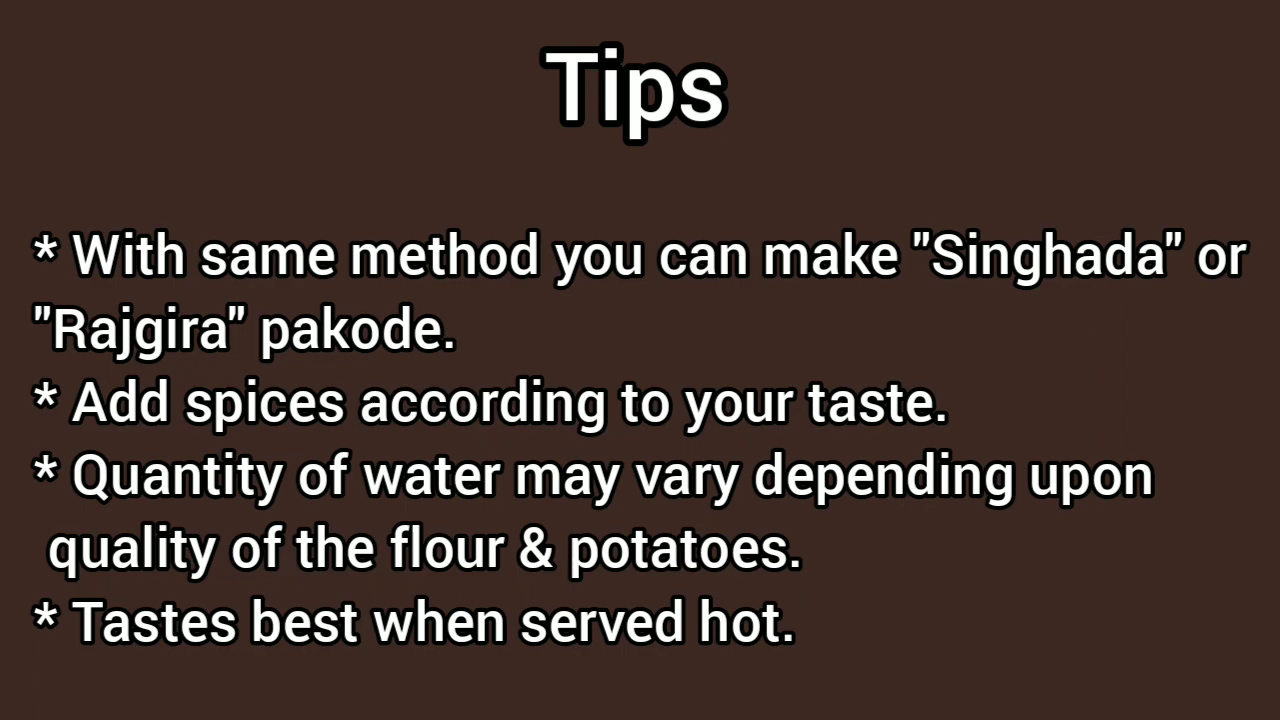 Tips
* With same method you can make "Singhada" or
"Rajgira" pakode.
* Add spices according to your taste.
* Quantity of water may vary depending upon
quality of the flour & potatoes.
* Tastes best when served hot.